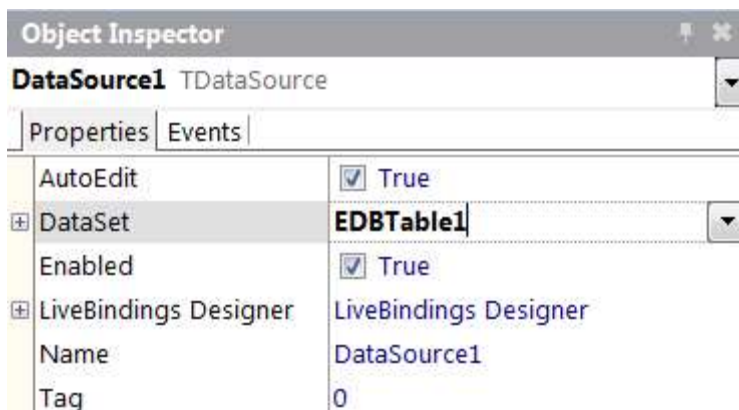 Object Inspector
DataSource1 TDataSource
Properties Events
AutoEdit True
DataSet EDBTable1
Enabled True
LiveBindings Designer LiveBindings Designer
Name DataSource1
Tag 0